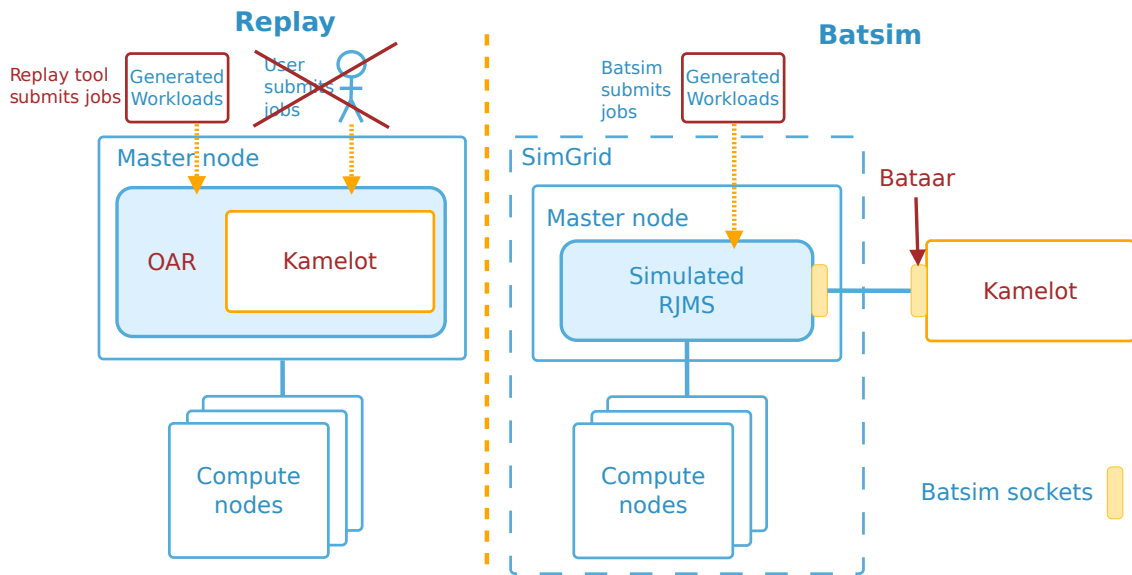 Replay
Replay tool
submits jobs
Generated
Workloads
User
submits
jobs
Master node
OAR
Kamelot
Compute
nodes
Batsim
Batsim
submits
jobs
Generated
Workloads
SimGrid
Bataar
Master node
Simulated
RJMS
Kamelot
Compute
nodes
Batsim sockets